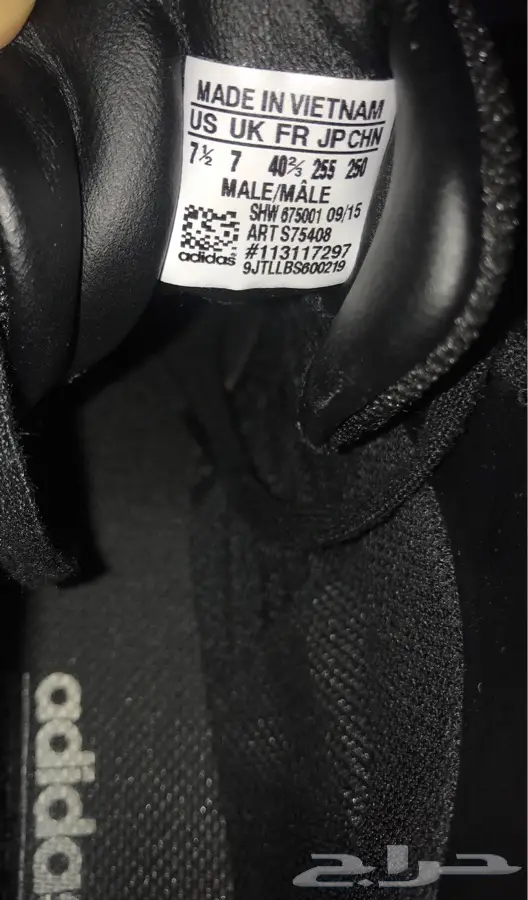 MADE IN VIETNAM
US UK FR JP CHN
7½ 7 40⅔ 255 250
MALE/MÂLE
SHW 675001 09/15
ART S75408
#113117297
adidas
9JTLLBS600219
adidas
حراج